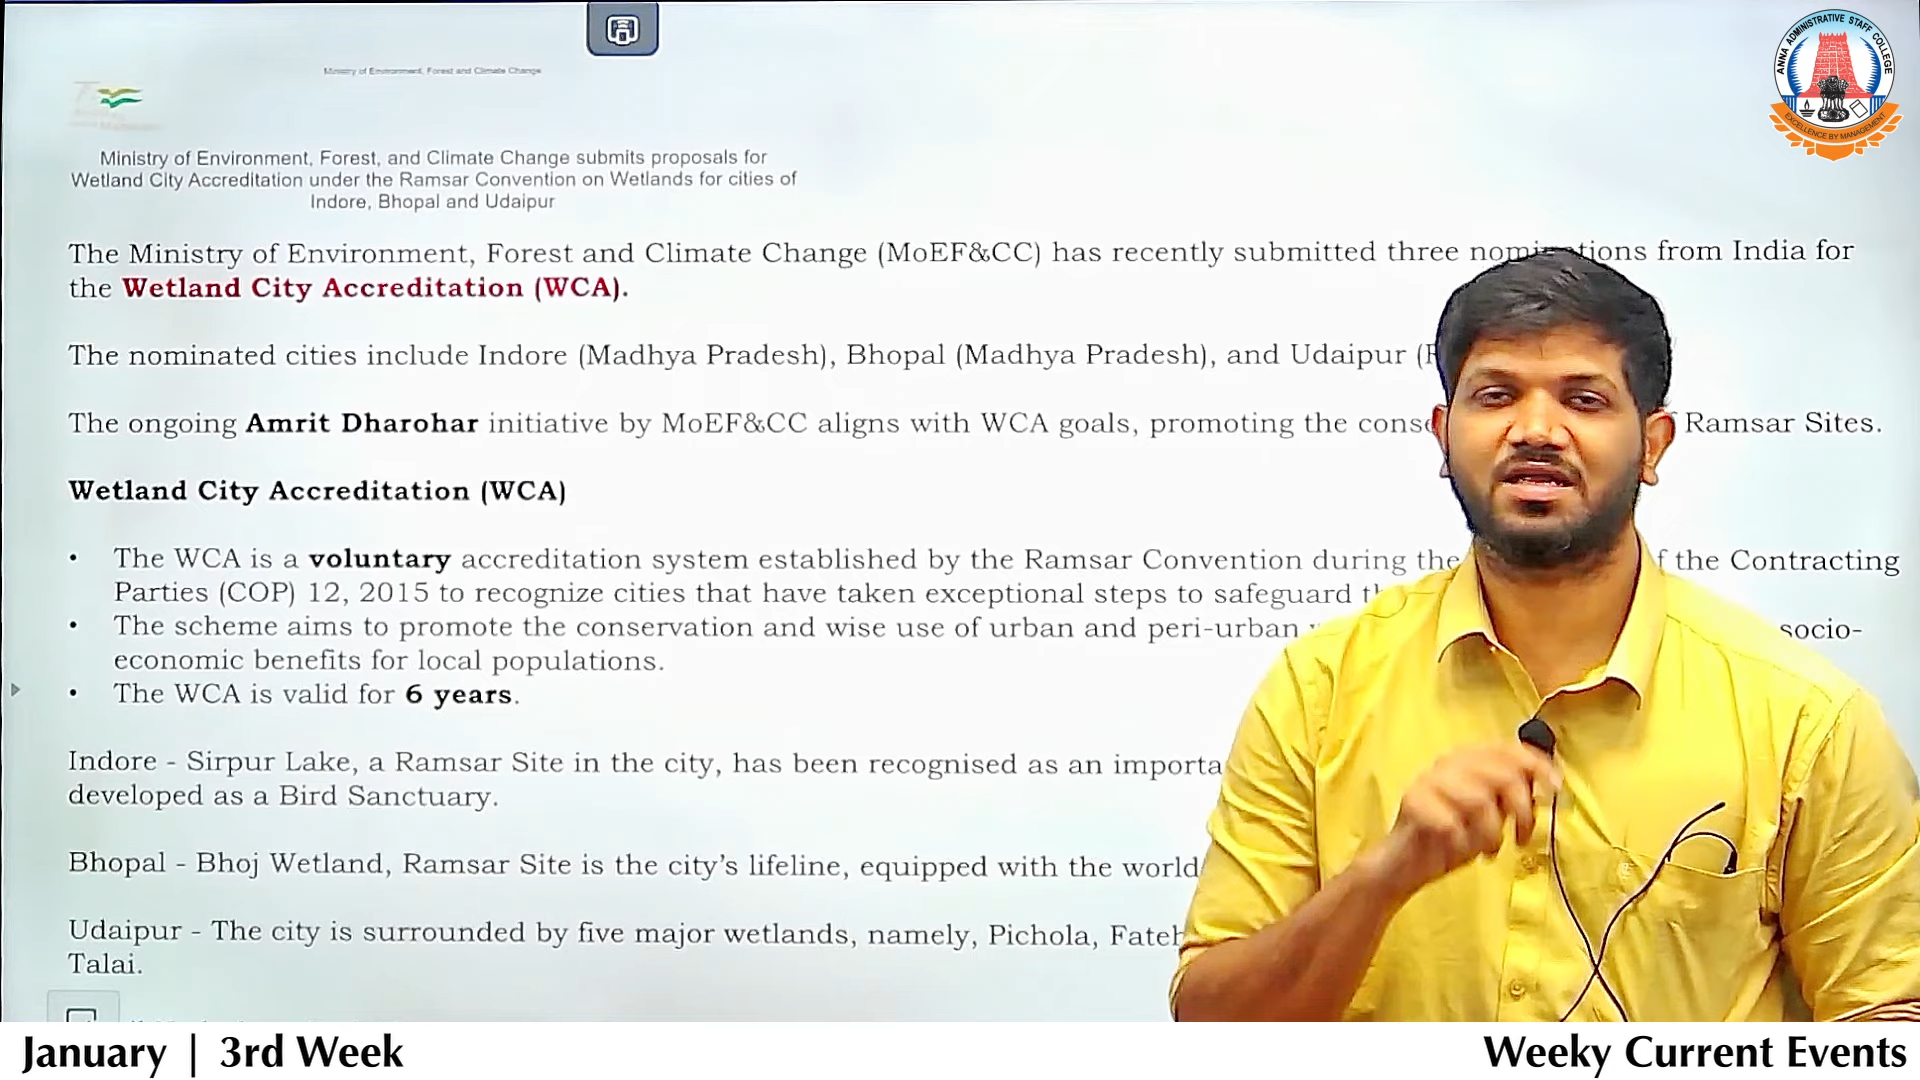 ANNA ADMINISTRATIVE STAFF COLLEGE
EXCELLENCE BY MANAGEMENT
Ministry of Environment, Forest and Climate Change
Ministry of Environment, Forest, and Climate Change submits proposals for
Wetland City Accreditation under the Ramsar Convention on Wetlands for cities of
Indore, Bhopal and Udaipur
The Ministry of Environment, Forest and Climate Change (MoEF&CC) has recently submitted three nominations from India for
the Wetland City Accreditation (WCA).
The nominated cities include Indore (Madhya Pradesh), Bhopal (Madhya Pradesh), and Udaipur
The ongoing Amrit Dharohar initiative by MoEF&CC aligns with WCA goals, promoting the Ramsar Sites.
Wetland City Accreditation (WCA)
• The WCA is a voluntary accreditation system established by the Ramsar Convention during the the Contracting
Parties (COP) 12, 2015 to recognize cities that have taken exceptional steps to safeguard
• The scheme aims to promote the conservation and wise use of urban and peri-urban socio-
economic benefits for local populations.
• The WCA is valid for 6 years.
Indore - Sirpur Lake, a Ramsar Site in the city, has been recognised as an
developed as a Bird Sanctuary.
Bhopal - Bhoj Wetland, Ramsar Site is the city's lifeline, equipped with the world
Udaipur - The city is surrounded by five major wetlands, namely, Pichola,
Talai.
January | 3rd Week
Weeky Current Events